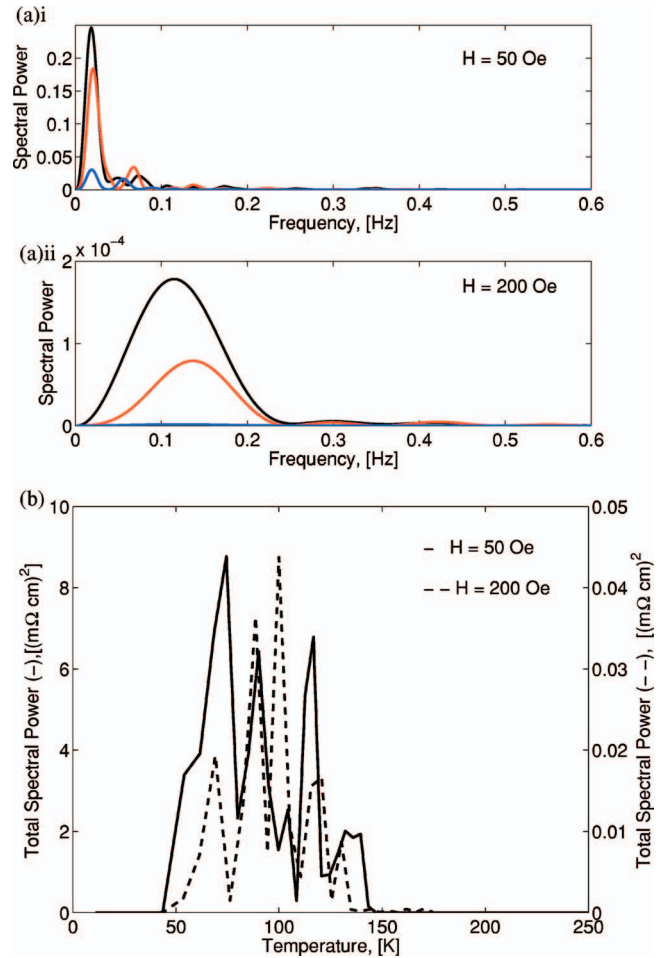 (a)i
0.2
0.15
0.1
0.05
0
Spectral Power
H = 50 Oe
0 0.1 0.2 0.3 0.4 0.5 0.6
Frequency, [Hz]
(a)ii
x 10⁻⁴
2
1
0
Spectral Power
H = 200 Oe
0 0.1 0.2 0.3 0.4 0.5 0.6
Frequency, [Hz]
(b)
10
8
6
4
2
0
Total Spectral Power (–),[(mΩ cm)²]
H = 50 Oe
H = 200 Oe
0.05
0.04
0.03
0.02
0.01
0
Total Spectral Power (- -), [(mΩ cm)²]
0 50 100 150 200 250
Temperature, [K]